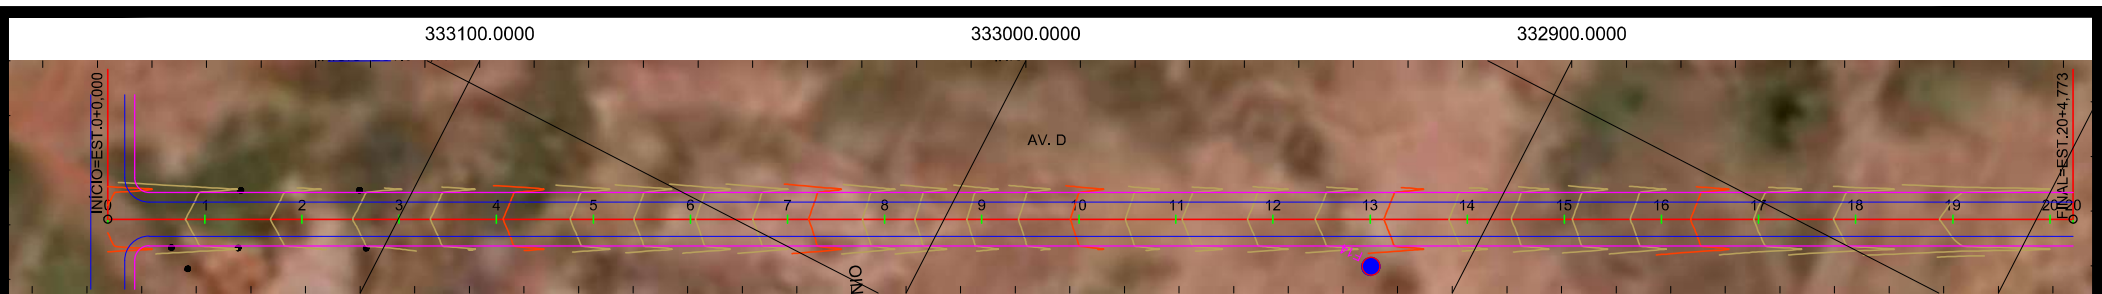 333100.0000 333000.0000 332900.0000
INÍCIO=EST.0+0,000
FINAL=EST.20+4,773
AV. D
0 1 2 3 4 5 6 7 8 9 10 11 12 13 14 15 16 17 18 19 20 20
NIO